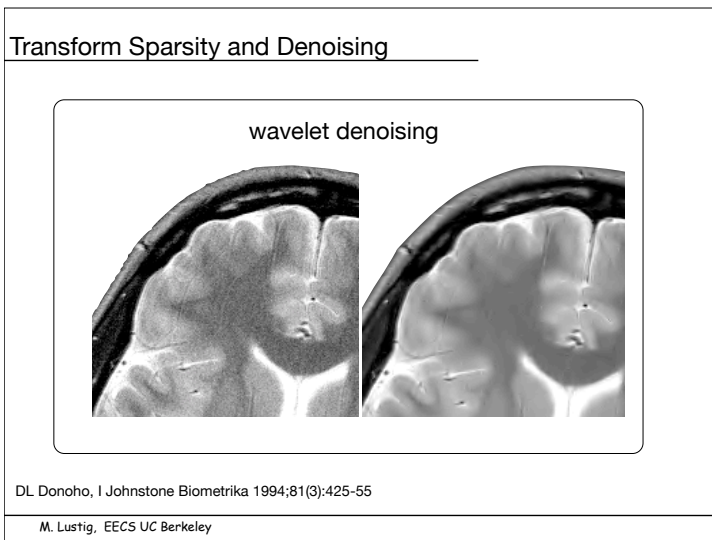 Transform Sparsity and Denoising
wavelet denoising
DL Donoho, I Johnstone Biometrika 1994;81(3):425-55
M. Lustig, EECS UC Berkeley